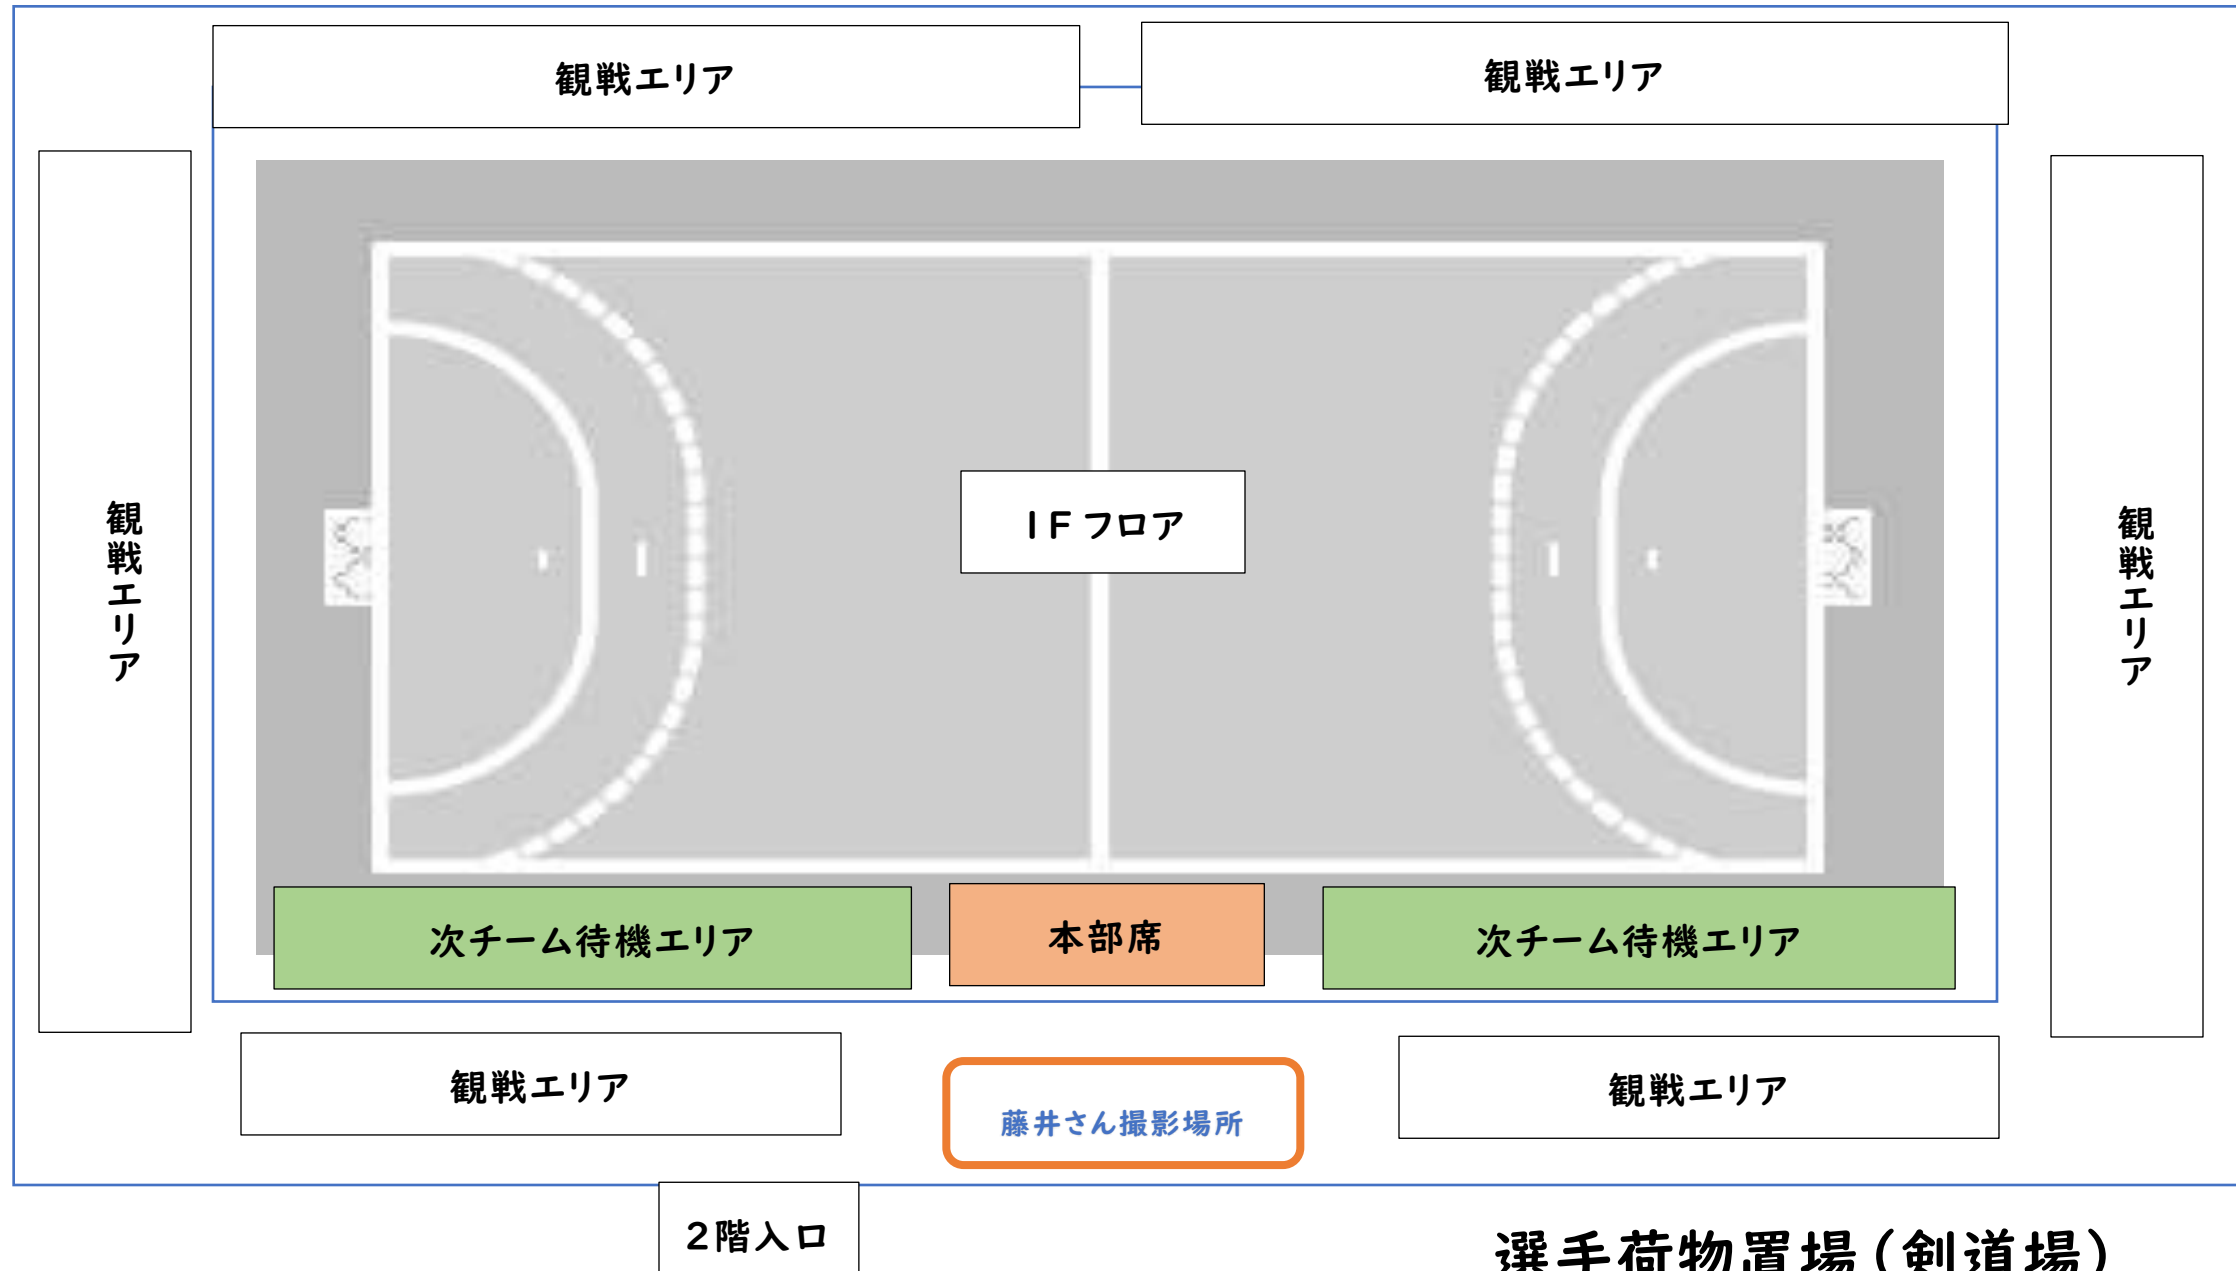 観戦エリア
観戦エリア
観戦エリア
観戦エリア
1Fフロア
次チーム待機エリア
本部席
次チーム待機エリア
観戦エリア
藤井さん撮影場所
観戦エリア
2階入口
選手荷物置場(剣道場)